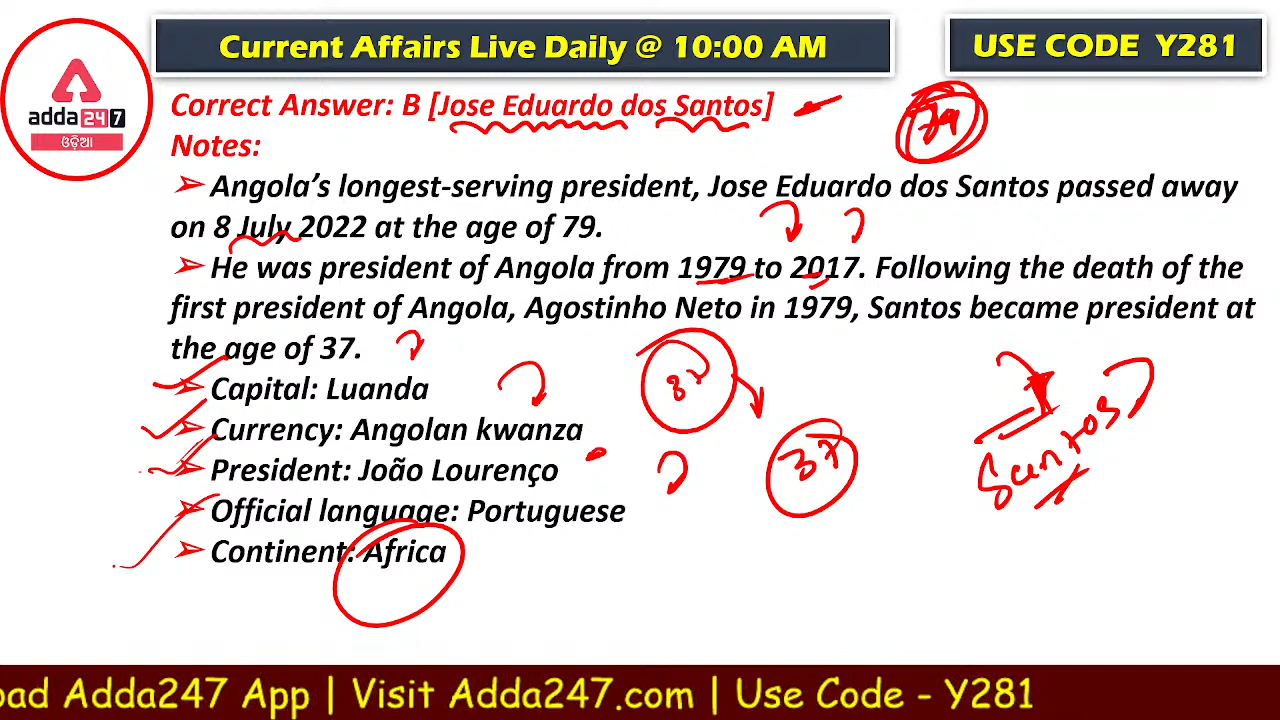 Current Affairs Live Daily @ 10:00 AM
USE CODE Y281
adda247
ଓଡ଼ିଆ
Correct Answer: B [Jose Eduardo dos Santos]
79
Notes:
➢ Angola’s longest-serving president, Jose Eduardo dos Santos passed away
on 8 July 2022 at the age of 79.
➢ He was president of Angola from 1979 to 2017. Following the death of the
first president of Angola, Agostinho Neto in 1979, Santos became president at
the age of 37.
➢ Capital: Luanda
➢ Currency: Angolan kwanza
➢ President: João Lourenço
➢ Official language: Portuguese
➢ Continent: Africa
37
Santos
oad Adda247 App | Visit Adda247.com | Use Code - Y281